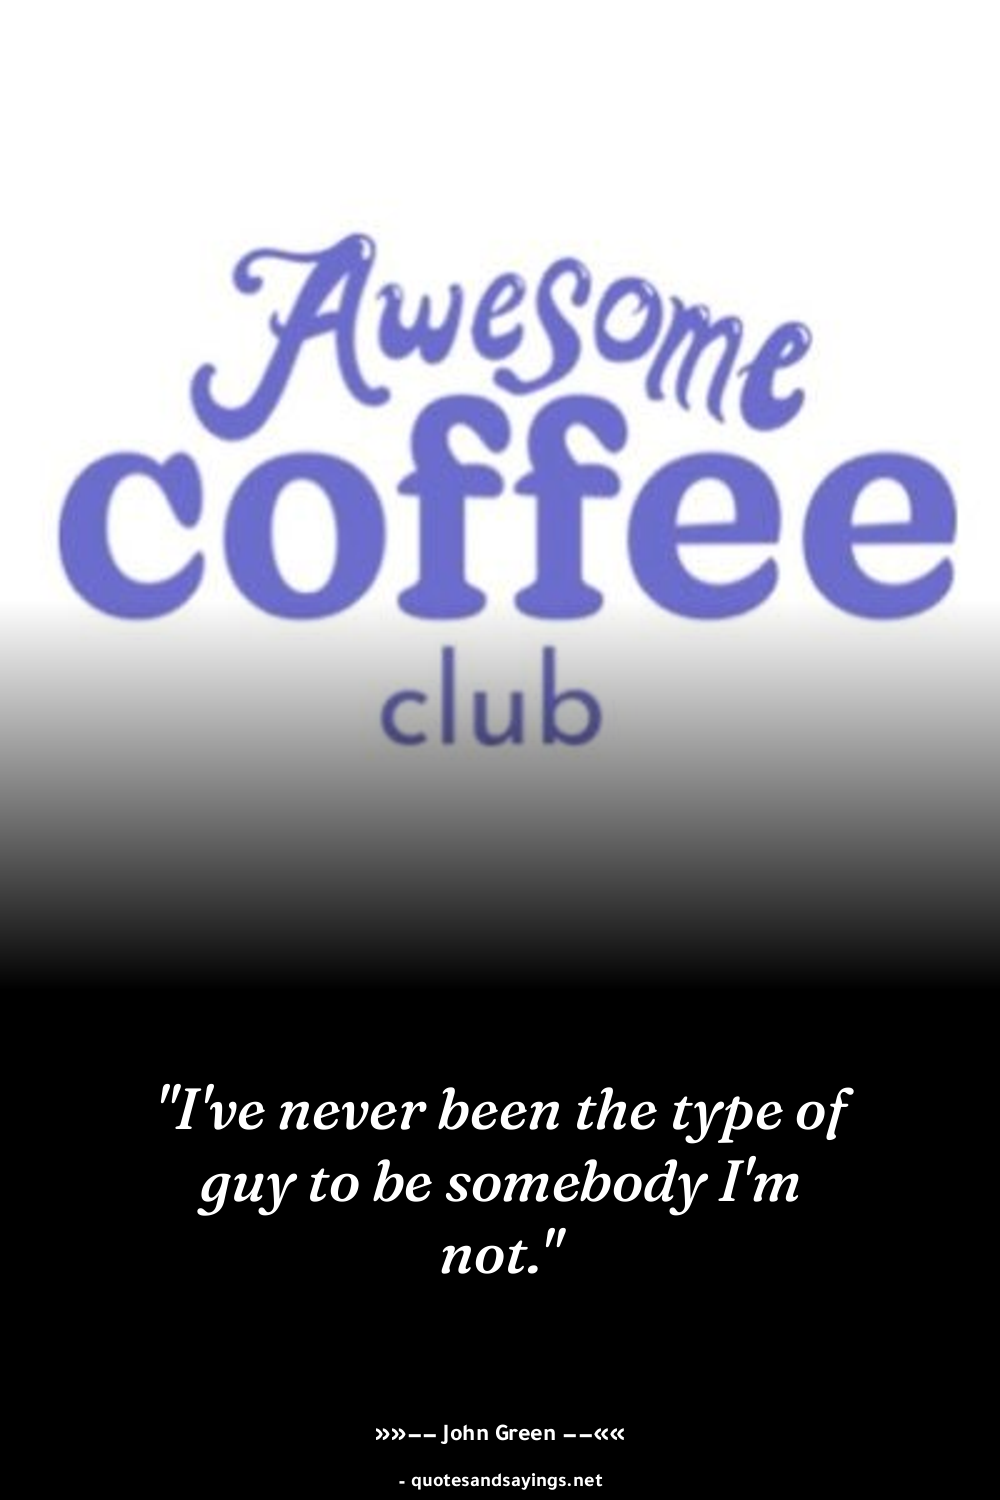 Awesome
coffee
club
"I've never been the type of
guy to be somebody I'm
not."
»»−− John Green −−««
- quotesandsayings.net